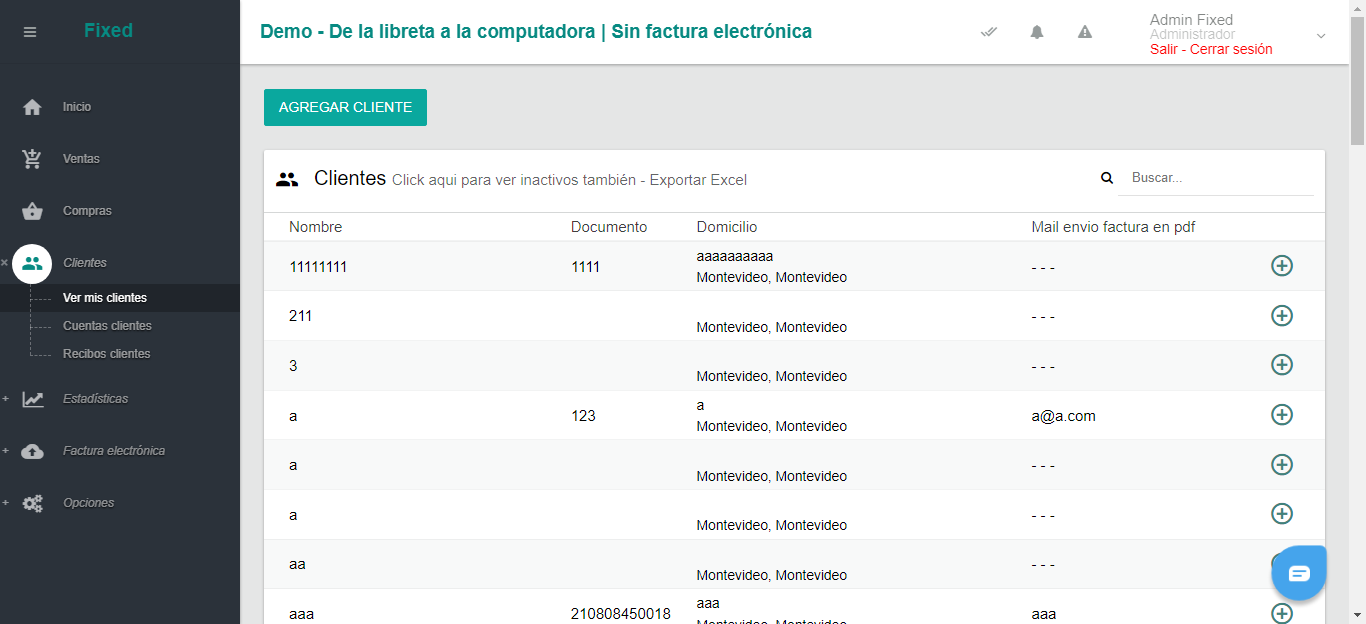 Fixed
Demo - De la libreta a la computadora | Sin factura electrónica
Admin Fixed
Administrador
Salir - Cerrar sesión
Inicio
Ventas
Compras
Clientes
Ver mis clientes
Cuentas clientes
Recibos clientes
Estadísticas
Factura electrónica
Opciones
AGREGAR CLIENTE
Clientes Click aqui para ver inactivos también - Exportar Excel
Buscar...
Nombre Documento Domicilio Mail envio factura en pdf
11111111 1111 aaaaaaaaaa
Montevideo, Montevideo - - -
211 Montevideo, Montevideo - - -
3 Montevideo, Montevideo - - -
a 123 a
Montevideo, Montevideo a@a.com
a Montevideo, Montevideo - - -
a Montevideo, Montevideo - - -
aa Montevideo, Montevideo - - -
aaa 210808450018 aaa
Montevideo, Montevideo aaa